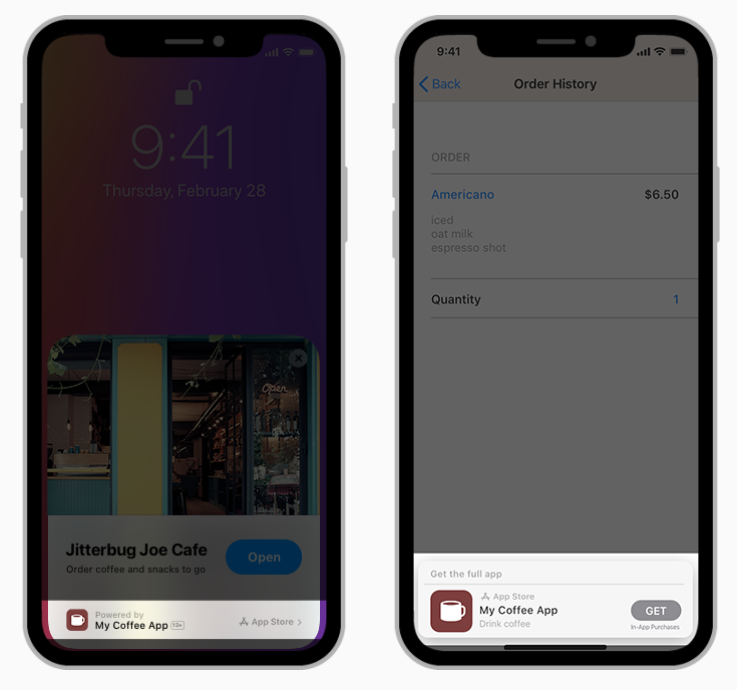 9:41
Thursday, February 28
Open
Jitterbug Joe Cafe
Order coffee and snacks to go
Open
Powered by
My Coffee App 12+
App Store >
9:41
Back
Order History
ORDER
Americano $6.50
iced
oat milk
espresso shot
Quantity 1
Get the full app
App Store
My Coffee App
Drink coffee
GET
In-App Purchases